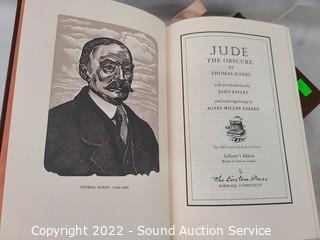 THOMAS HARDY (1840-1928)
JUDE
THE OBSCURE
BY
THOMAS HARDY
with an introduction by
JOHN BAYLEY
and wood engravings by
AGNES MILLER PARKER
The 100 Greatest Books Ever Written
Collector's Edition
Bound in Genuine Leather
The Easton Press
NORWALK, CONNECTICUT
Copyright 2022 - Sound Auction Service